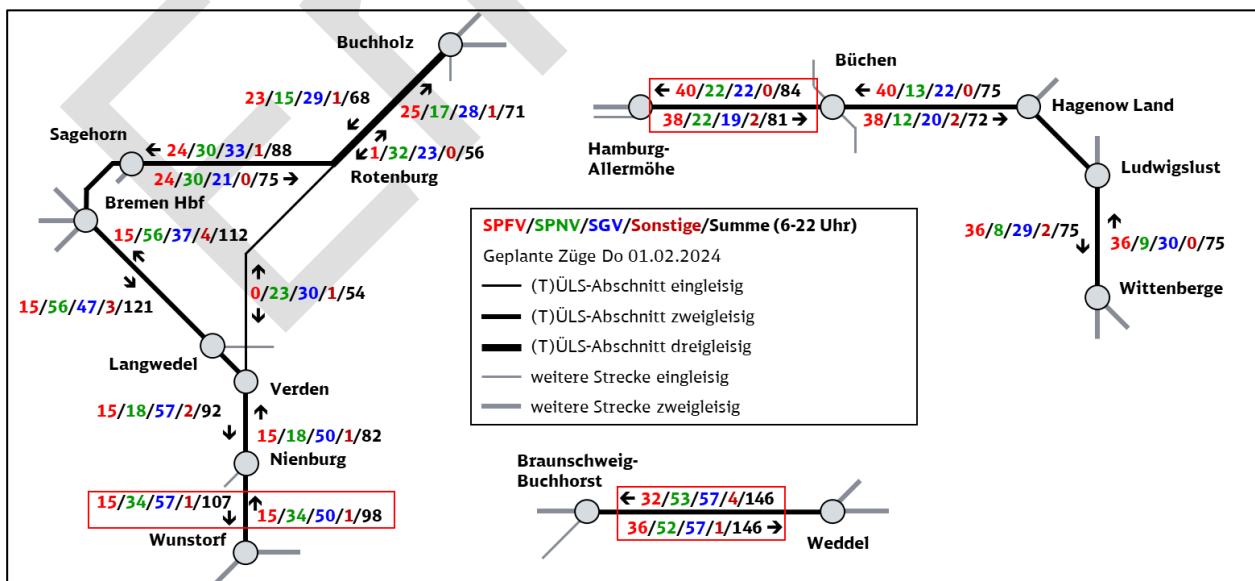 Buchholz
23/15/29/1/68
25/17/28/1/71
Sagehorn
← 24/30/33/1/88
24/30/21/0/75 →
1/32/23/0/56
Rotenburg
Bremen Hbf
15/56/37/4/112
15/56/47/3/121
0/23/30/1/54
Langwedel
Verden
15/18/57/2/92
15/18/50/1/82
Nienburg
15/34/57/1/107
15/34/50/1/98
Wunstorf
Büchen
← 40/22/22/0/84
38/22/19/2/81 →
← 40/13/22/0/75
38/12/20/2/72 →
Hagenow Land
Hamburg-
Allermöhe
Ludwigslust
36/8/29/2/75
36/9/30/0/75
Wittenberge
SPFV/SPNV/SGV/Sonstige/Summe (6-22 Uhr)
Geplante Züge Do 01.02.2024
(T)ÜLS-Abschnitt eingleisig
(T)ÜLS-Abschnitt zweigleisig
(T)ÜLS-Abschnitt dreigleisig
weitere Strecke eingleisig
weitere Strecke zweigleisig
Braunschweig-
Buchhorst
← 32/53/57/4/146
36/52/57/1/146 →
Weddel